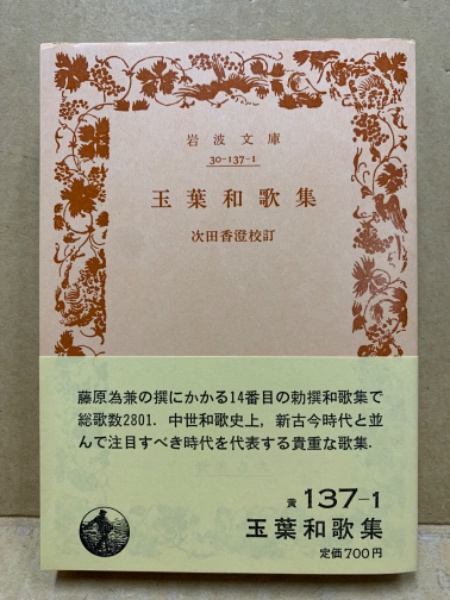 岩波文庫
30-137-1
玉葉和歌集
次田香澄校訂
藤原為兼の撰にかかる14番目の勅撰和歌集で
総歌数2801. 中世和歌史上, 新古今時代と並
んで注目すべき時代を代表する貴重な歌集.
黄 137-1
玉葉和歌集
定価700円